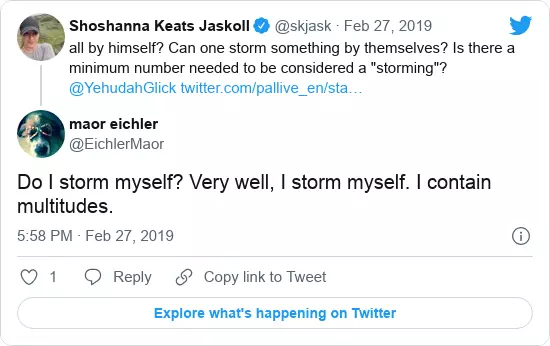 Shoshanna Keats Jaskoll @skjask · Feb 27, 2019
all by himself? Can one storm something by themselves? Is there a
minimum number needed to be considered a "storming"?
@YehudahGlick twitter.com/pallive_en/sta…
maor eichler
@EichlerMaor
Do I storm myself? Very well, I storm myself. I contain
multitudes.
5:58 PM · Feb 27, 2019
1 Reply Copy link to Tweet
Explore what's happening on Twitter